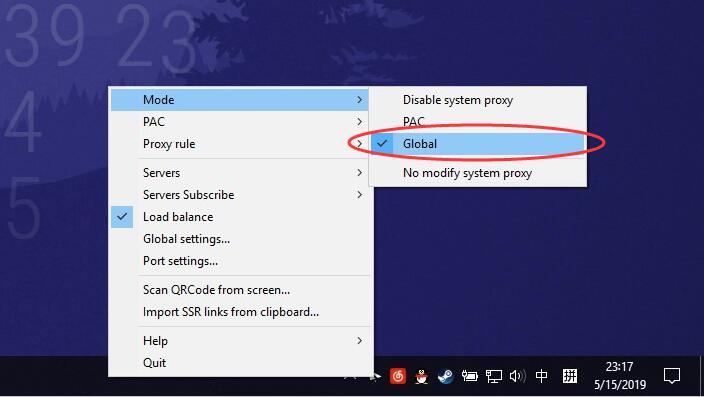 39 23
4
5
Mode
PAC
Proxy rule
Servers
Servers Subscribe
Load balance
Global settings...
Port settings...
Scan QRCode from screen...
Import SSR links from clipboard...
Help
Quit
Disable system proxy
PAC
Global
No modify system proxy
中
拼
23:17
5/15/2019